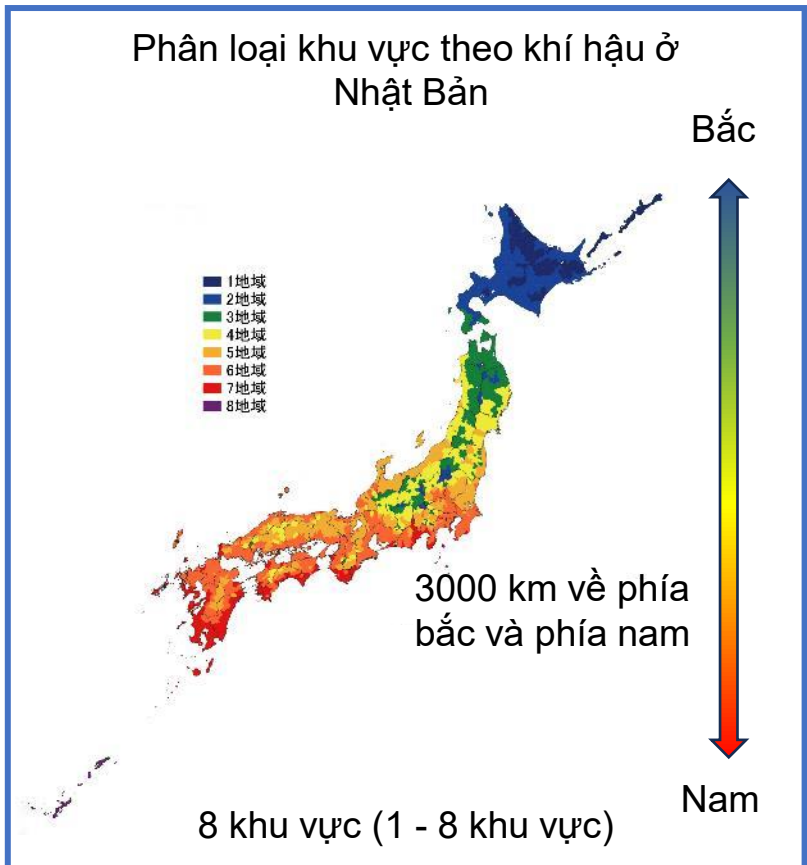 Phân loại khu vực theo khí hậu ở
Nhật Bản
Bắc
1地域
2地域
3地域
4地域
5地域
6地域
7地域
8地域
3000 km về phía
bắc và phía nam
Nam
8 khu vực (1 - 8 khu vực)